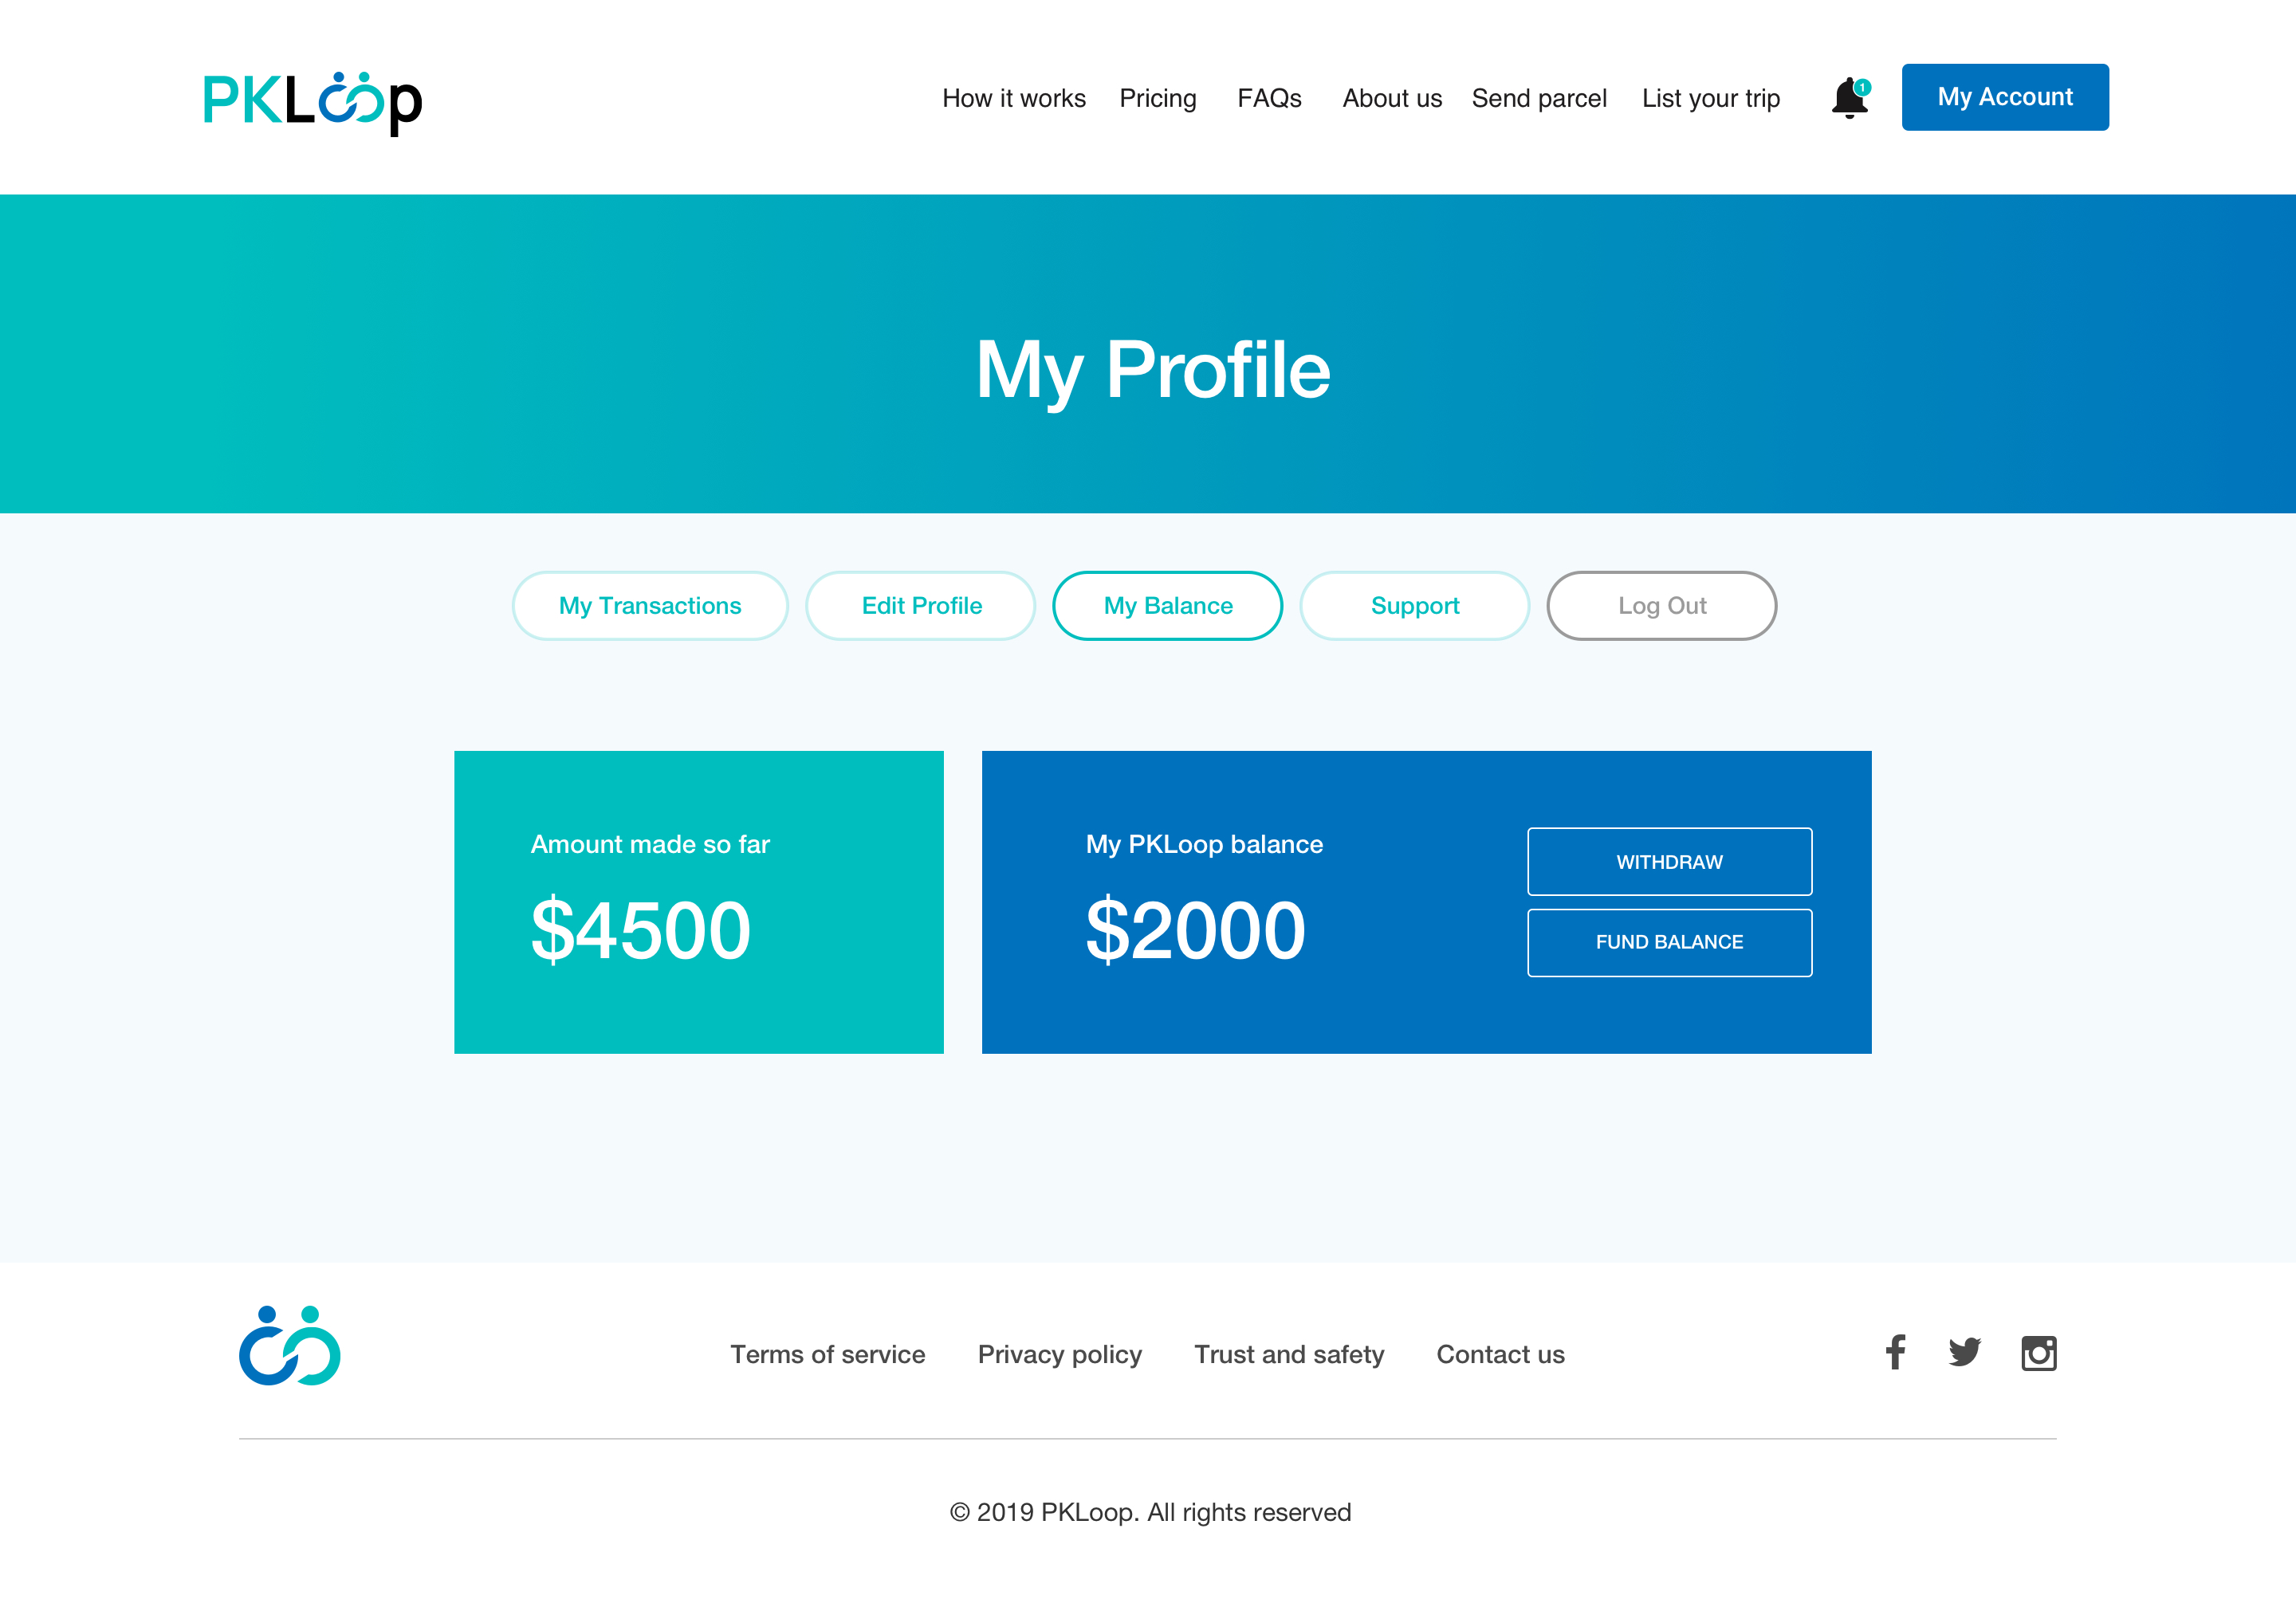 PKLoop
How it works Pricing FAQs About us Send parcel List your trip 1 My Account
My Profile
My Transactions Edit Profile My Balance Support Log Out
Amount made so far
$4500
My PKLoop balance
$2000
WITHDRAW
FUND BALANCE
Terms of service Privacy policy Trust and safety Contact us
© 2019 PKLoop. All rights reserved